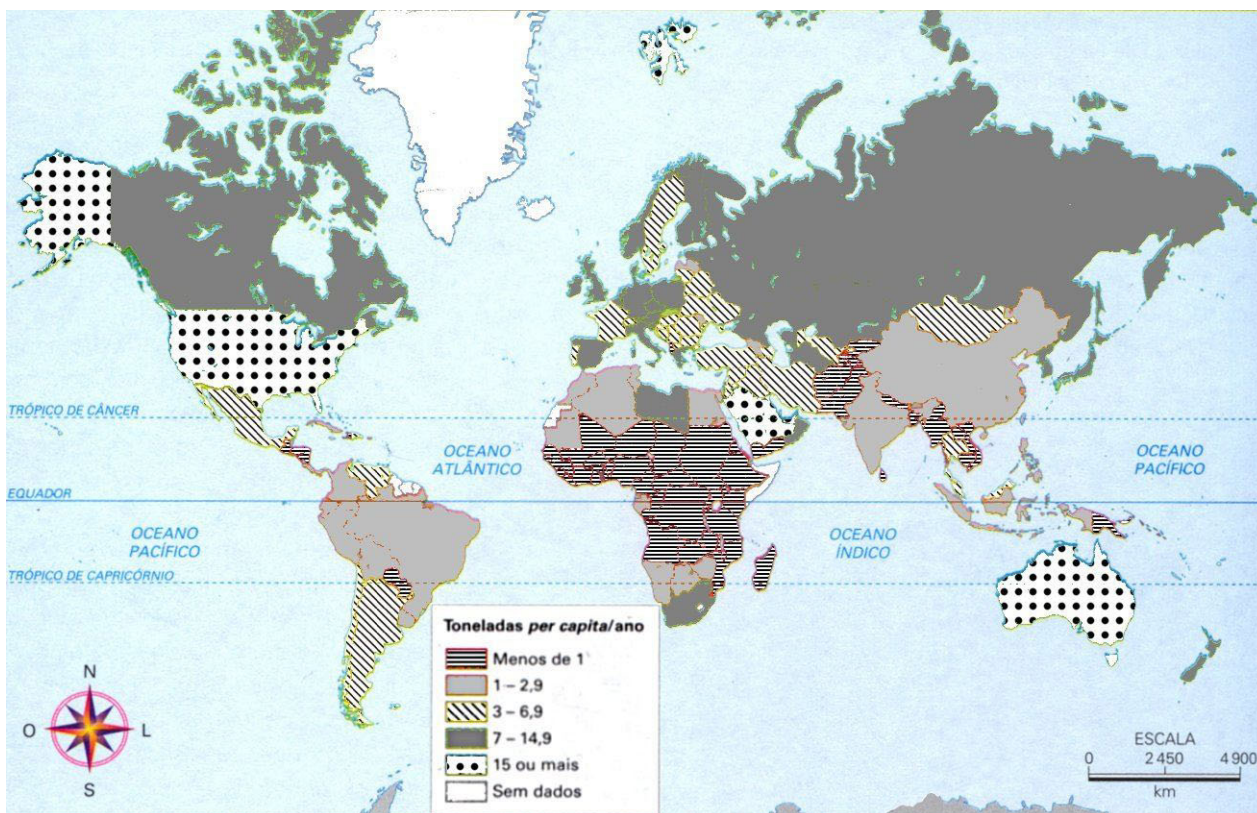 TRÓPICO DE CÂNCER
OCEANO
ATLÂNTICO
OCEANO
PACÍFICO
EQUADOR
OCEANO
PACÍFICO
OCEANO
ÍNDICO
TRÓPICO DE CAPRICÓRNIO
Toneladas per capita/ano
Menos de 1
1 – 2,9
3 – 6,9
7 – 14,9
15 ou mais
Sem dados
N
O L
S
ESCALA
0 2 450 4 900
km